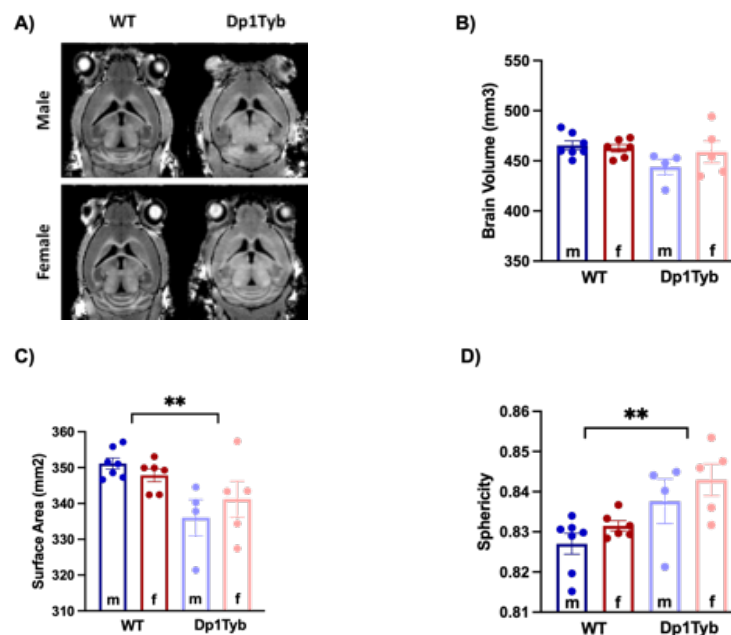 A)
WT Dp1Tyb
Male
Female
B)
Brain Volume (mm3)
550
500
450
400
350
m f m f
WT Dp1Tyb
C)
**
Surface Area (mm2)
360
350
340
330
320
310
m f m f
WT Dp1Tyb
D)
**
Sphericity
0.86
0.85
0.84
0.83
0.82
0.81
m f m f
WT Dp1Tyb